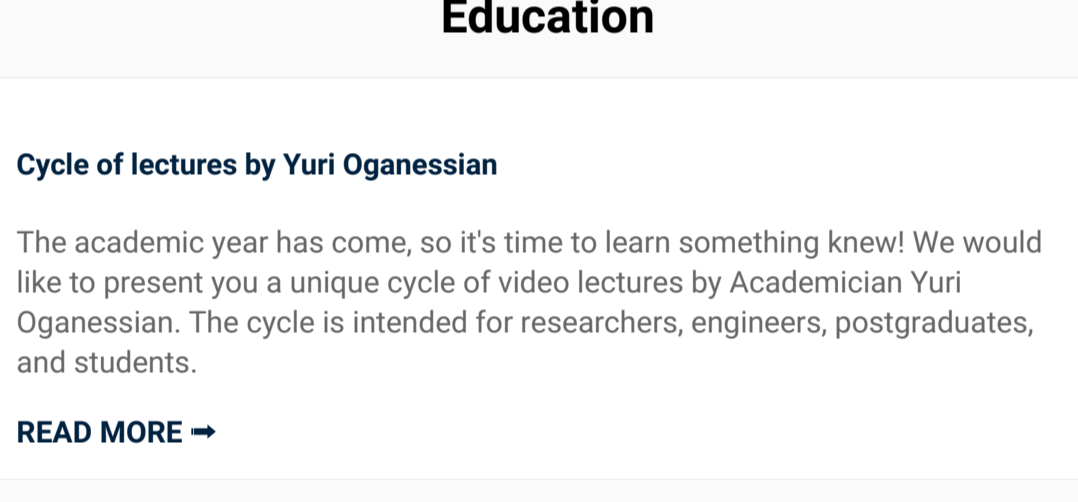 Education
Cycle of lectures by Yuri Oganessian
The academic year has come, so it's time to learn something knew! We would
like to present you a unique cycle of video lectures by Academician Yuri
Oganessian. The cycle is intended for researchers, engineers, postgraduates,
and students.
READ MORE ➡